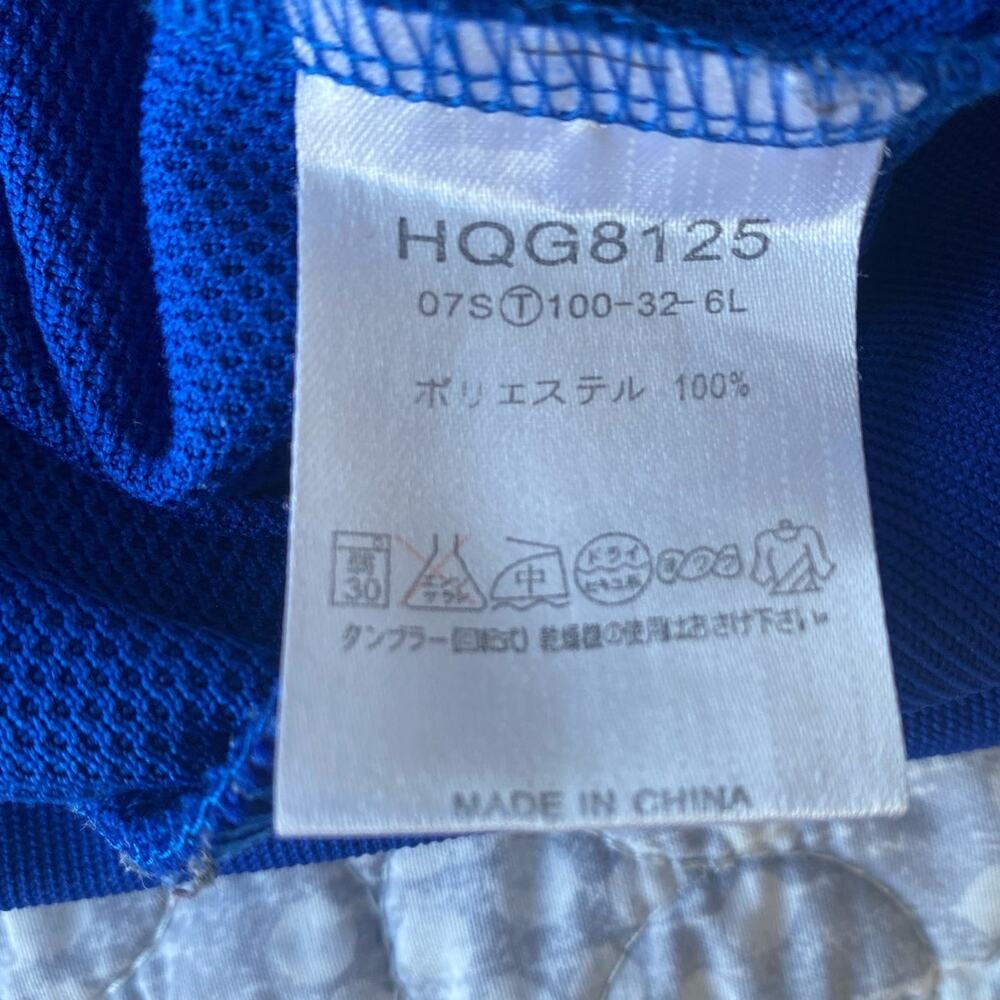 HQG8125
07SⓉ100-32-6L
ポリエステル 100%
弱 30 エンソ サラシ 中 ドライ セキユ系
タンブラー(回転式) 乾燥機の使用はおさけ下さい。
MADE IN CHINA